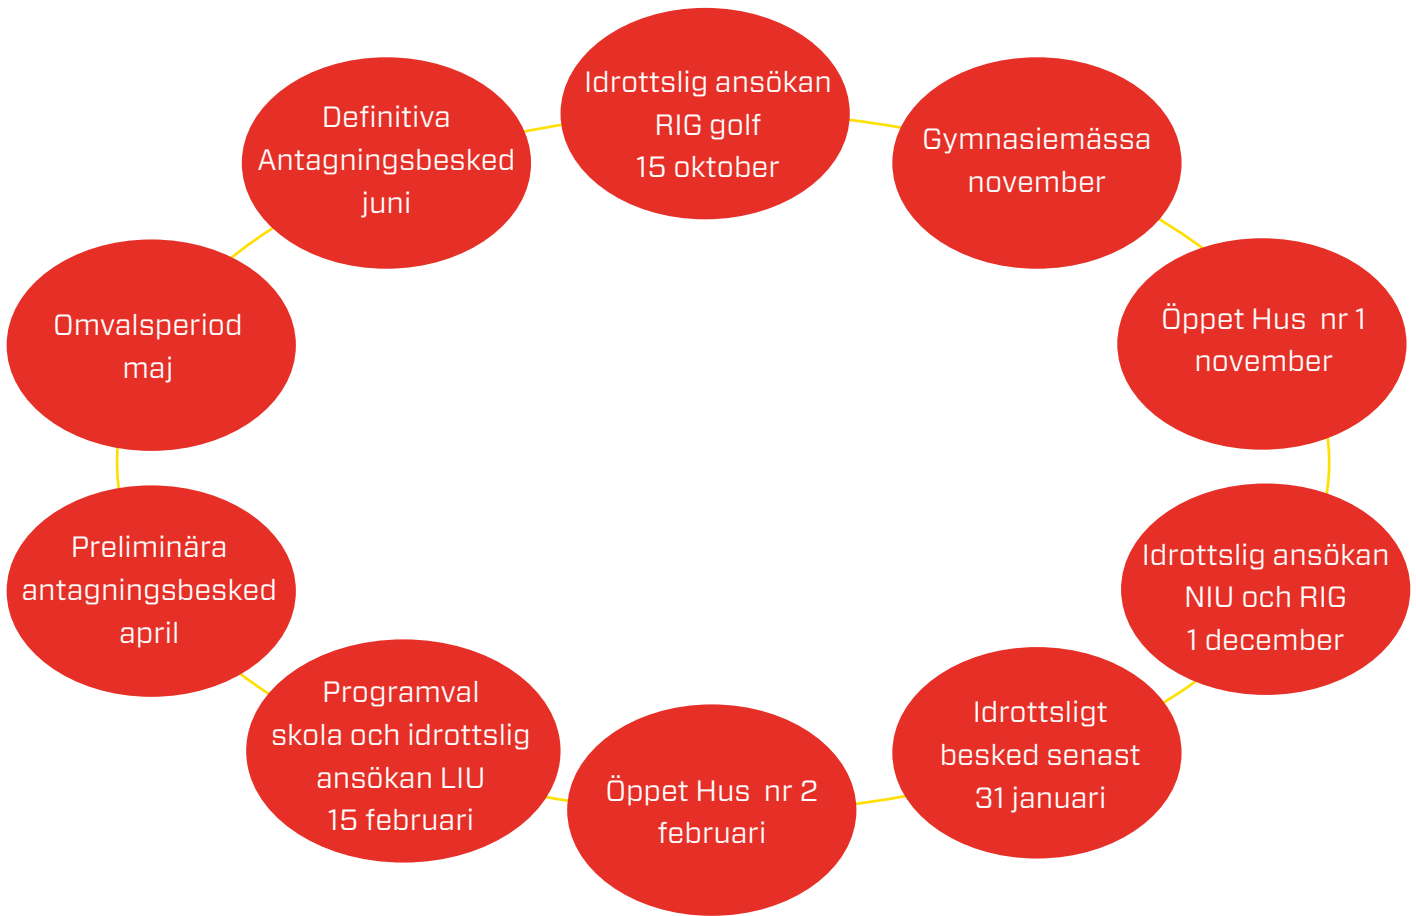 Idrottslig ansökan
RIG golf
15 oktober
Gymnasiemässa
november
Öppet Hus nr 1
november
Idrottslig ansökan
NIU och RIG
1 december
Idrottsligt
besked senast
31 januari
Öppet Hus nr 2
februari
Programval
skola och idrottslig
ansökan LIU
15 februari
Preliminära
antagningsbesked
april
Omvalsperiod
maj
Definitiva
Antagningsbesked
juni